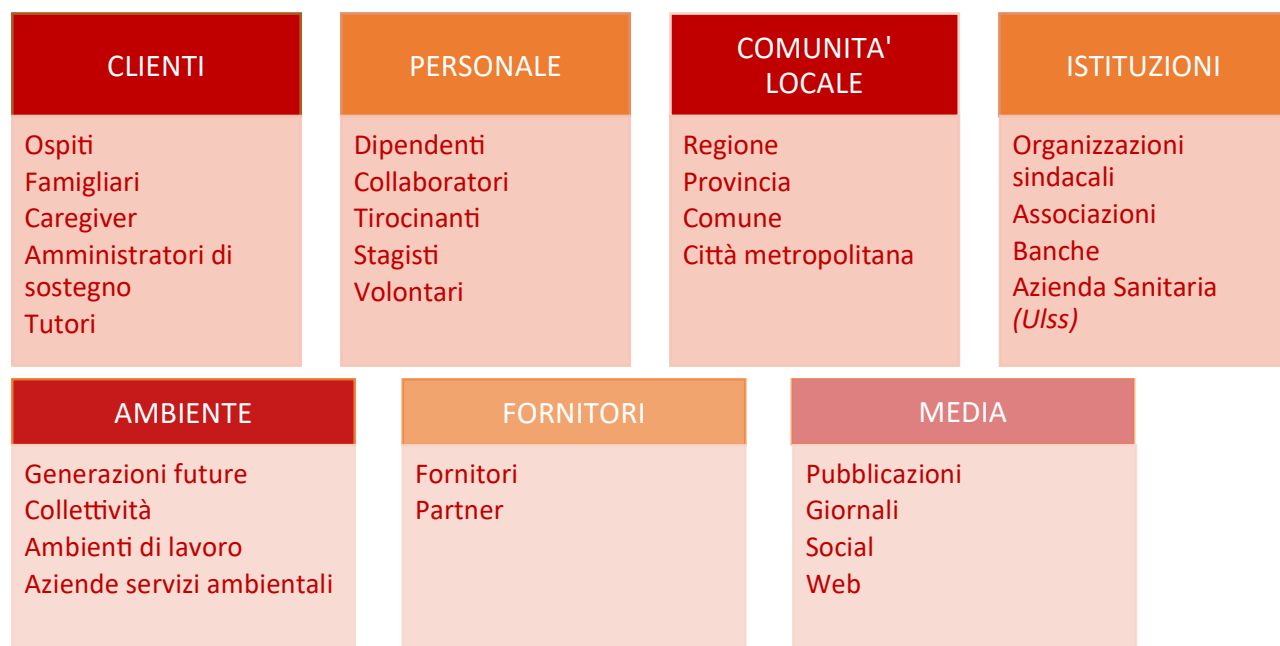 CLIENTI
Ospiti
Famigliari
Caregiver
Amministratori di
sostegno
Tutori
PERSONALE
Dipendenti
Collaboratori
Tirocinanti
Stagisti
Volontari
COMUNITA'
LOCALE
Regione
Provincia
Comune
Città metropolitana
ISTITUZIONI
Organizzazioni
sindacali
Associazioni
Banche
Azienda Sanitaria
(Ulss)
AMBIENTE
Generazioni future
Collettività
Ambienti di lavoro
Aziende servizi ambientali
FORNITORI
Fornitori
Partner
MEDIA
Pubblicazioni
Giornali
Social
Web